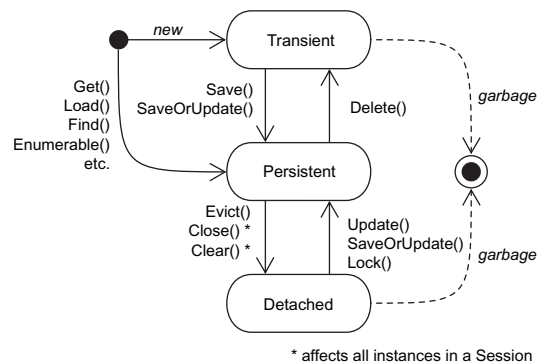 new
Transient
Get()
Load()
Find()
Enumerable()
etc.
Save()
SaveOrUpdate()
Delete()
garbage
Persistent
Evict()
Close() *
Clear() *
Update()
SaveOrUpdate()
Lock()
garbage
Detached
* affects all instances in a Session